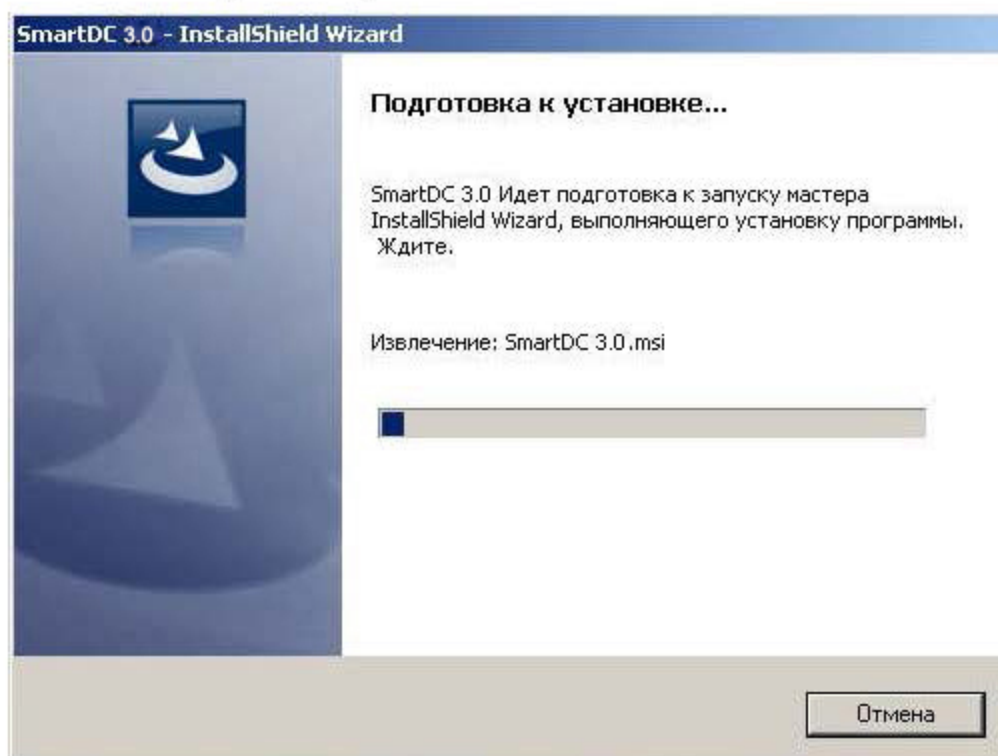 SmartDC 3.0 - InstallShield Wizard
Подготовка к установке...
SmartDC 3.0 Идет подготовка к запуску мастера
InstallShield Wizard, выполняющего установку программы.
Ждите.
Извлечение: SmartDC 3.0.msi
Отмена